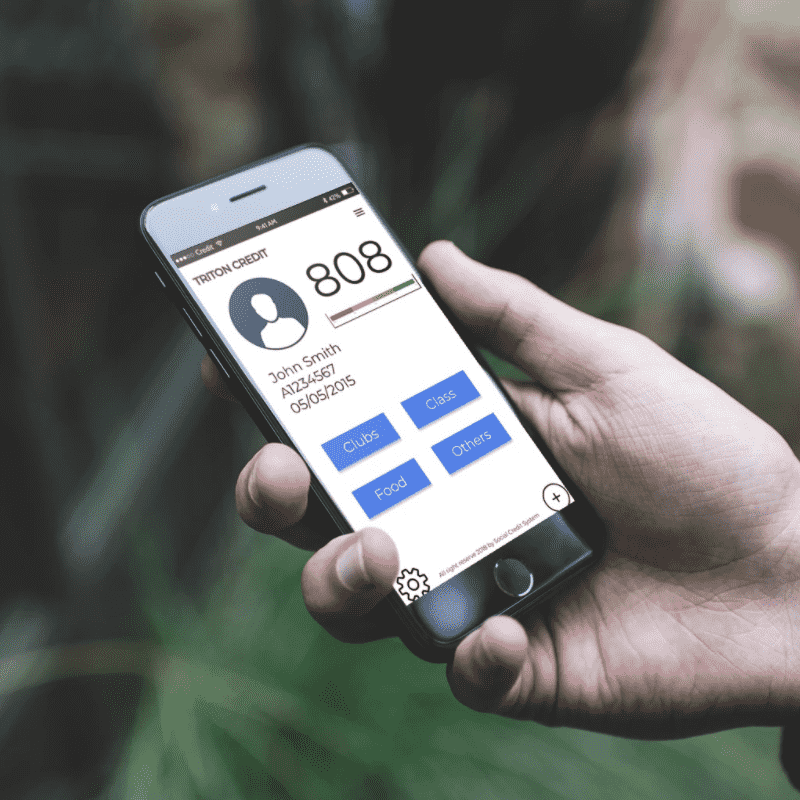 Credit 9:41 AM 42%
TRITON CREDIT
808
John Smith
A1234567
05/05/2015
Clubs
Class
Food
Others
+
All right reserve 2018 by Social Credit System